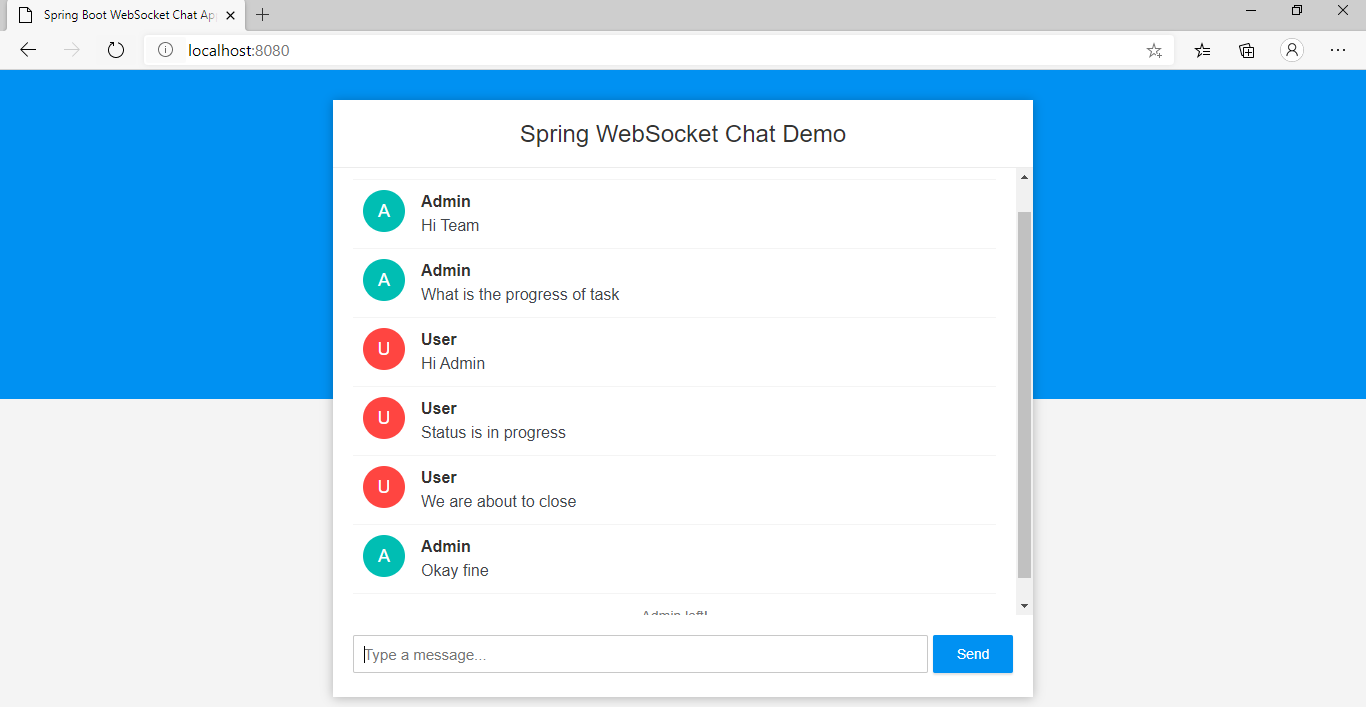 Spring Boot WebSocket Chat Ap
localhost:8080
Spring WebSocket Chat Demo
A
Admin
Hi Team
A
Admin
What is the progress of task
U
User
Hi Admin
U
User
Status is in progress
U
User
We are about to close
A
Admin
Okay fine
Admin left!
Type a message...
Send